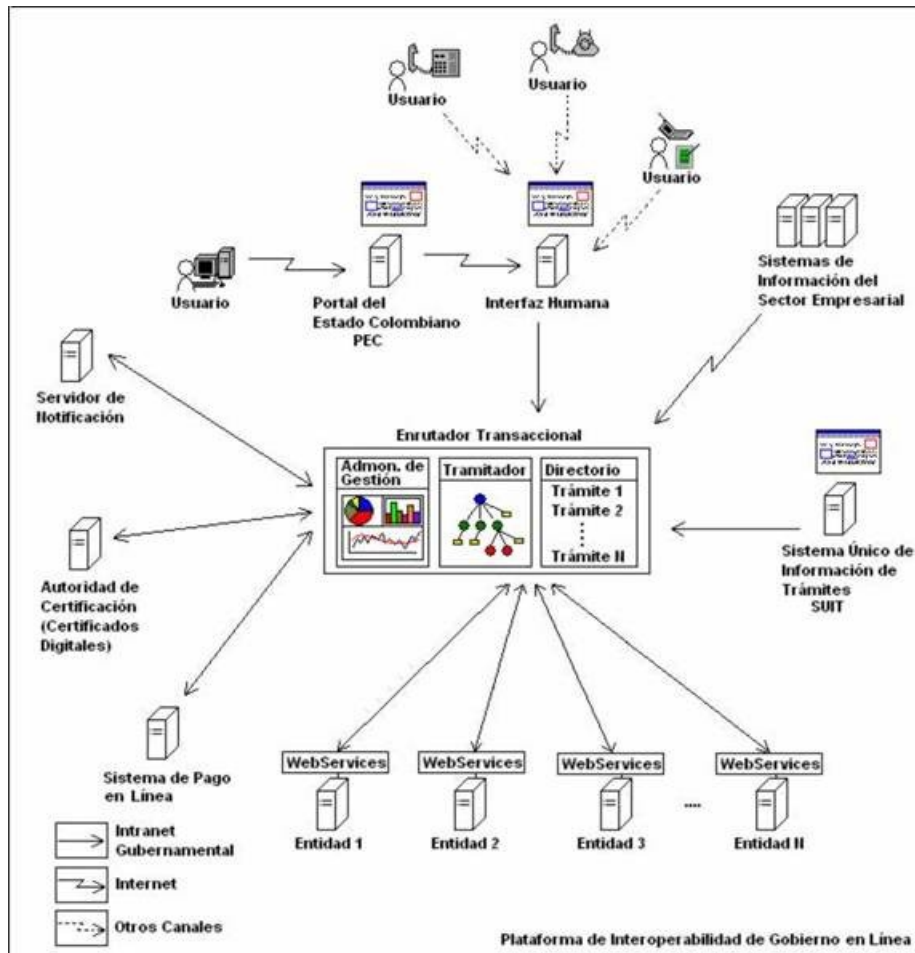 Usuario
Usuario
Usuario
Usuario
Portal del
Estado Colombiano
PEC
Interfaz Humana
Sistemas de
Información del
Sector Empresarial
Servidor de
Notificación
Enrutador Transaccional
Admon. de
Gestión
Tramitador
Directorio
Trámite 1
Trámite 2
Trámite N
Sistema Único de
Información de
Trámites
SUIT
Autoridad de
Certificación
(Certificados
Digitales)
Sistema de Pago
en Línea
WebServices
WebServices
WebServices
WebServices
Entidad 1
Entidad 2
Entidad 3
....
Entidad N
Intranet
Gubernamental
Internet
Otros Canales
Plataforma de Interoperabilidad de Gobierno en Línea